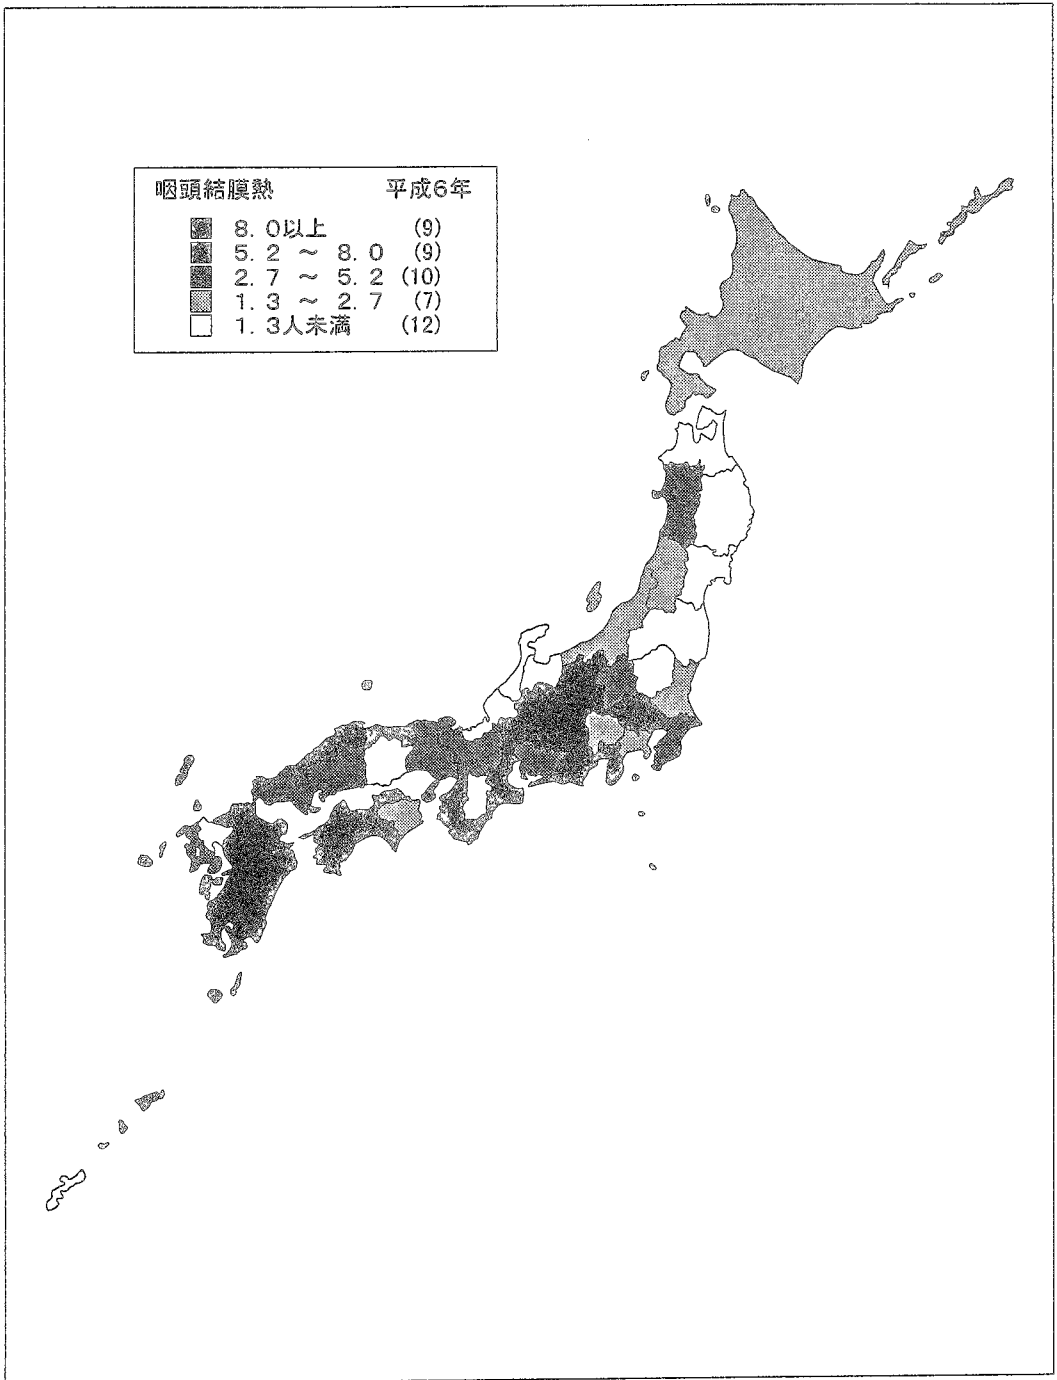 咽頭結膜熱 平成6年
8.0以上 (9)
5.2 ～ 8.0 (9)
2.7 ～ 5.2 (10)
1.3 ～ 2.7 (7)
1.3人未満 (12)